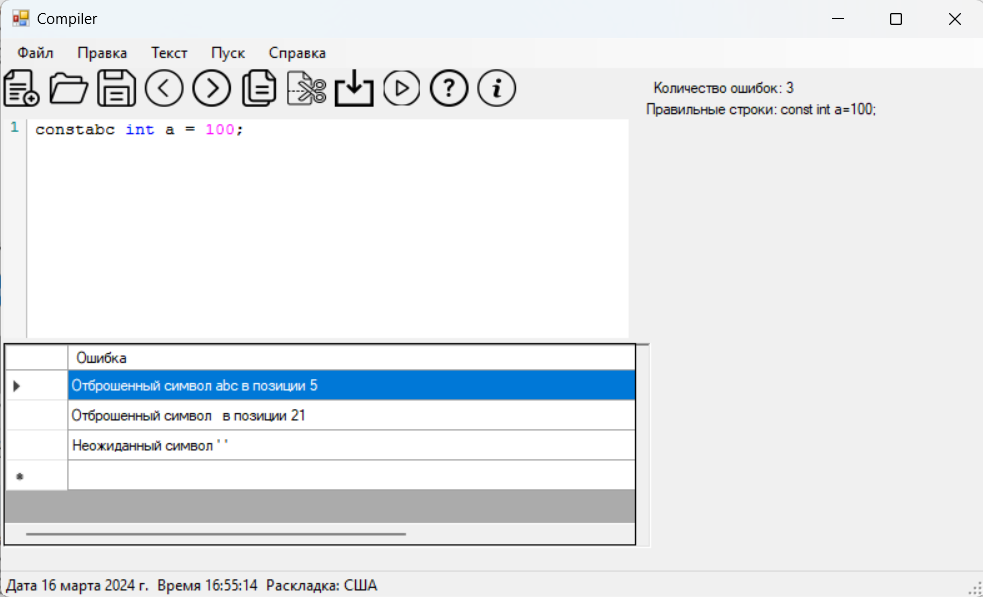 Compiler
Файл Правка Текст Пуск Справка
Количество ошибок: 3
Правильные строки: const int a=100;
1 constabc int a = 100;
Ошибка
Отброшенный символ abc в позиции 5
Отброшенный символ   в позиции 21
Неожиданный символ ' '
Дата 16 марта 2024 г. Время 16:55:14 Раскладка: США